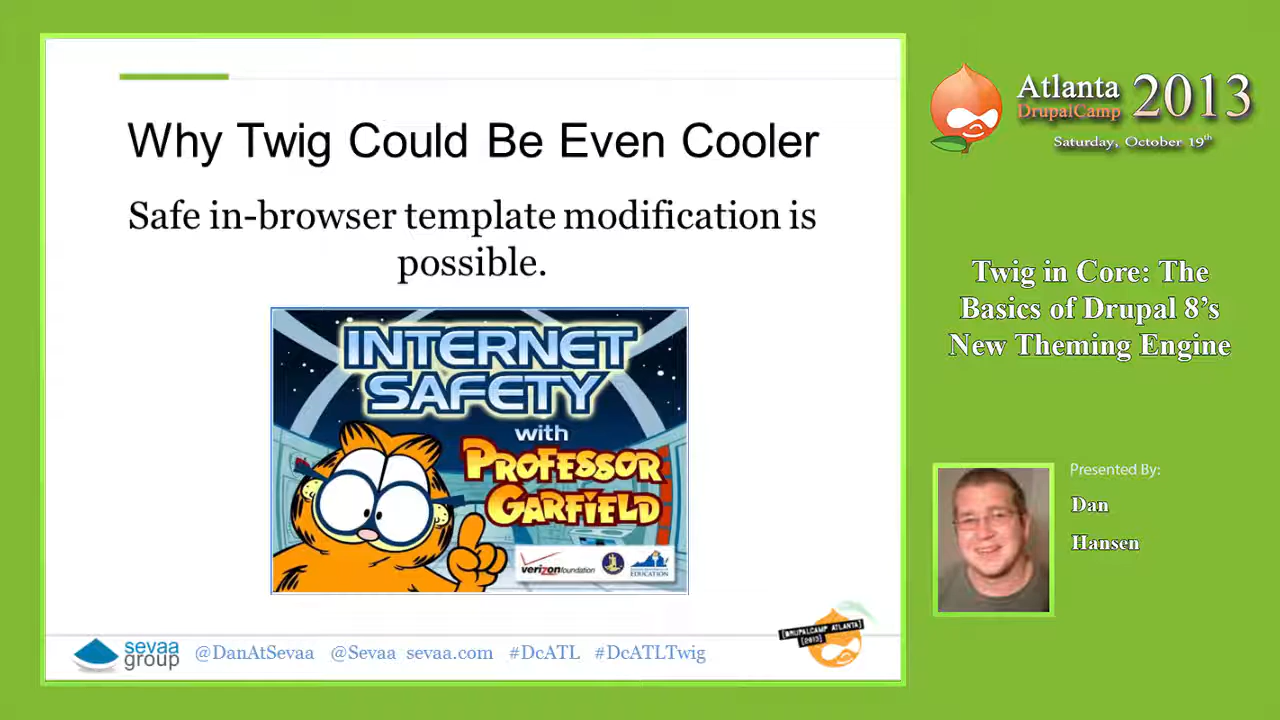 Why Twig Could Be Even Cooler
Safe in-browser template modification is
possible.
INTERNET
SAFETY
with
PROFESSOR
GARFIELD
verizonfoundation
EDUCATION
sevaa
group
@DanAtSevaa @Sevaa sevaa.com #DcATL #DcATLTwig
[DRUPALCAMP ATLANTA]
[2013]
Atlanta
DrupalCamp
2013
Saturday, October 19th
Twig in Core: The
Basics of Drupal 8’s
New Theming Engine
Presented By:
Dan
Hansen